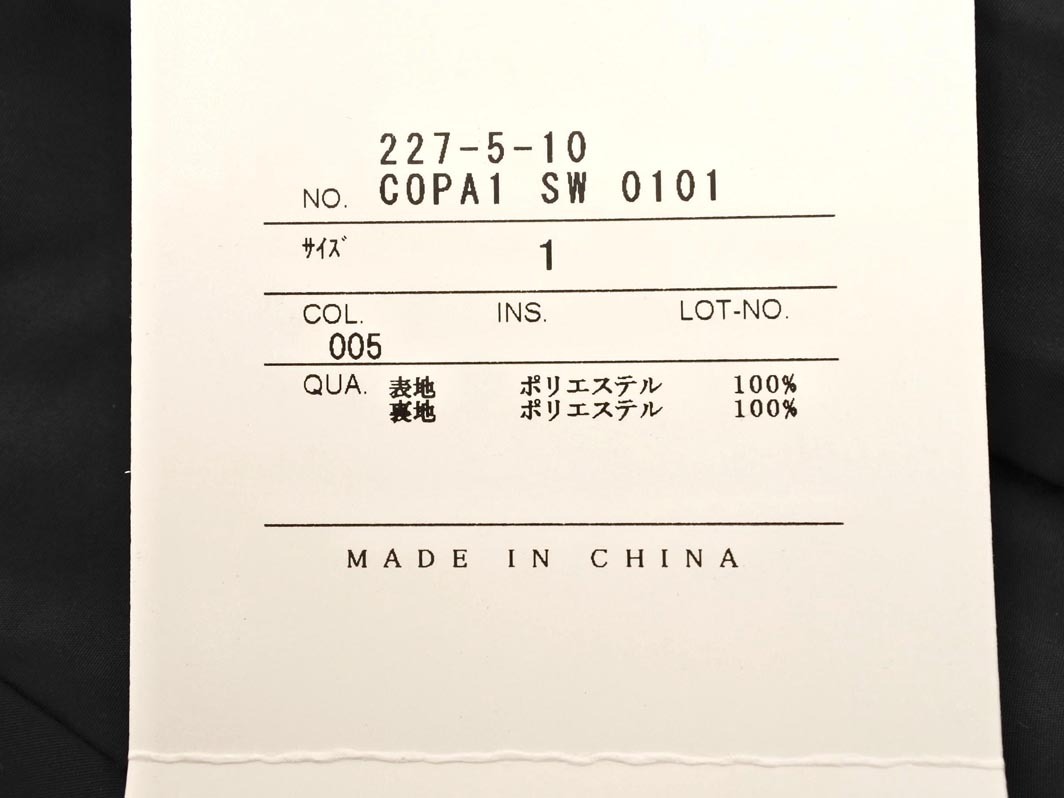 227-5-10
NO. COPA1 SW 0101
ｻｲｽﾞ 1
COL. INS. LOT-NO.
005
QUA. 表地 ポリエステル 100%
裏地 ポリエステル 100%
MADE IN CHINA